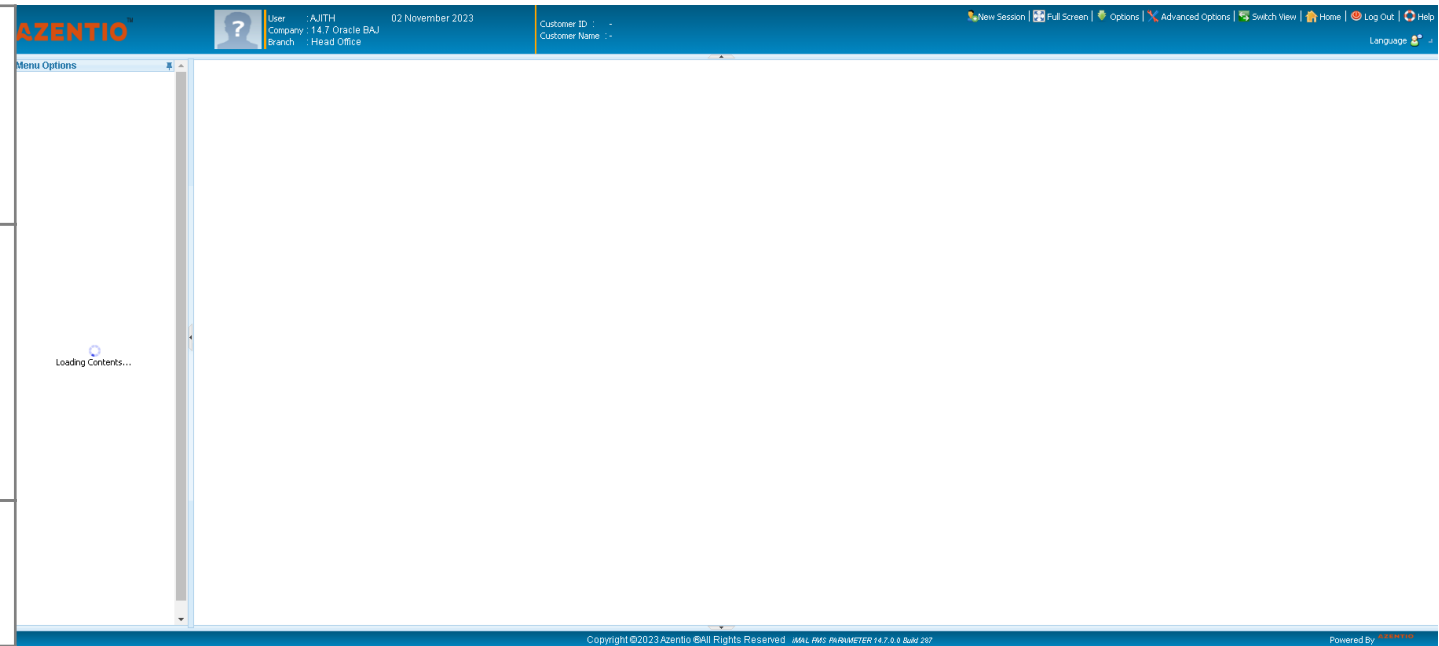 AZENTIO™
User : AJITH 02 November 2023
Company : 14.7 Oracle BAJ
Branch : Head Office
Customer ID : -
Customer Name : -
New Session | Full Screen | Options | Advanced Options | Switch View | Home | Log Out | Help
Language
Menu Options
Loading Contents...
Copyright ©2023 Azentio ®All Rights Reserved IMAL FMS PARAMETER 14.7.0.0 Build 287
Powered By AZENTIO